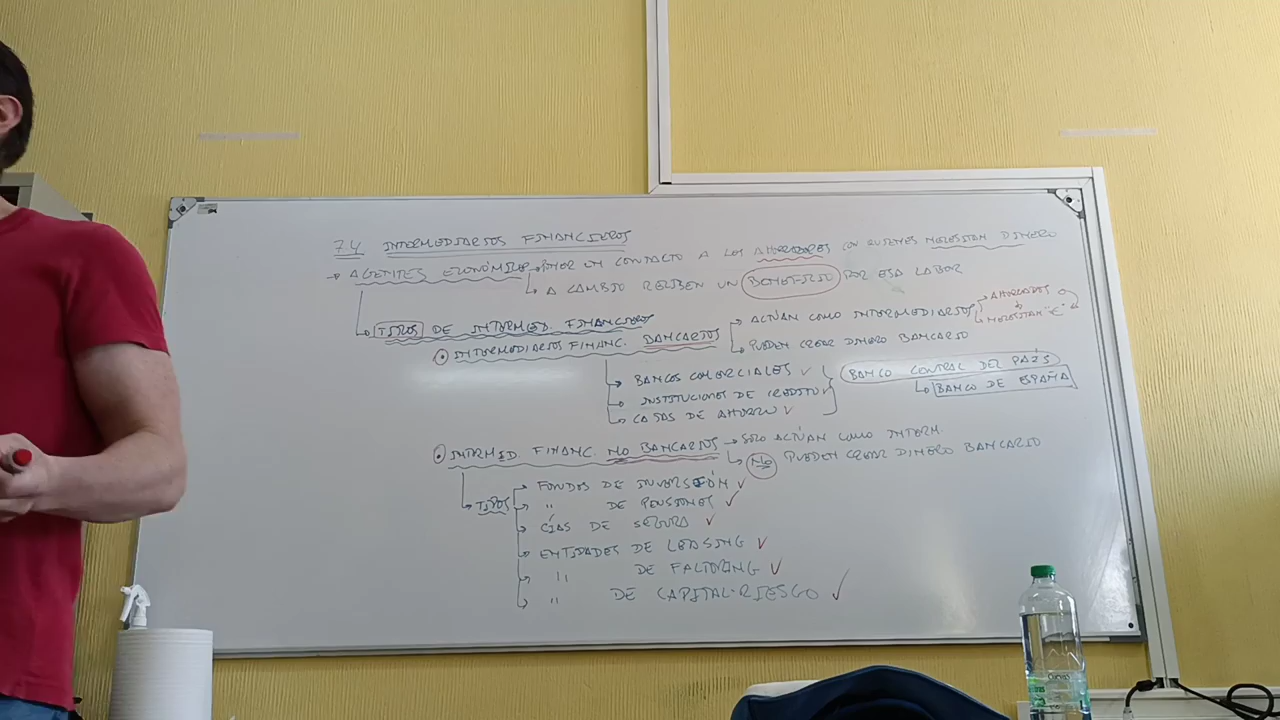 7.4 INTERMEDIARIOS FINANCIEROS
→ AGENTES ECONÓMICOS → PONER EN CONTACTO A LOS AHORRADORES CON QUIENES NECESITAN DINERO
↳ A CAMBIO RECIBEN UN BENEFICIO POR ESA LABOR
↳ TIPOS DE INTERMED. FINANCIEROS
• INTERMEDIARIOS FINANC. BANCARIOS
→ ACTÚAN COMO INTERMEDIARIOS → AHORRADORES
↳ NECESITAN "€"
↳ PUEDEN CREAR DINERO BANCARIO
→ BANCOS COMERCIALES ✓
→ INSTITUCIONES DE CRÉDITO ✓
↳ CAJAS DE AHORRO ✓
BANCO CENTRAL DEL PAÍS
↳ BANCO DE ESPAÑA
• INTERMED. FINANC. NO BANCARIOS → SOLO ACTÚAN COMO INTERM.
↳ NO PUEDEN CREAR DINERO BANCARIO
↳ TIPOS
→ FONDOS DE INVERSIÓN ✓
→ " DE PENSIONES ✓
→ CÍAS DE SEGURO ✓
→ ENTIDADES DE LEASING ✓
→ " DE FACTORING ✓
→ " DE CAPITAL-RIESGO ✓